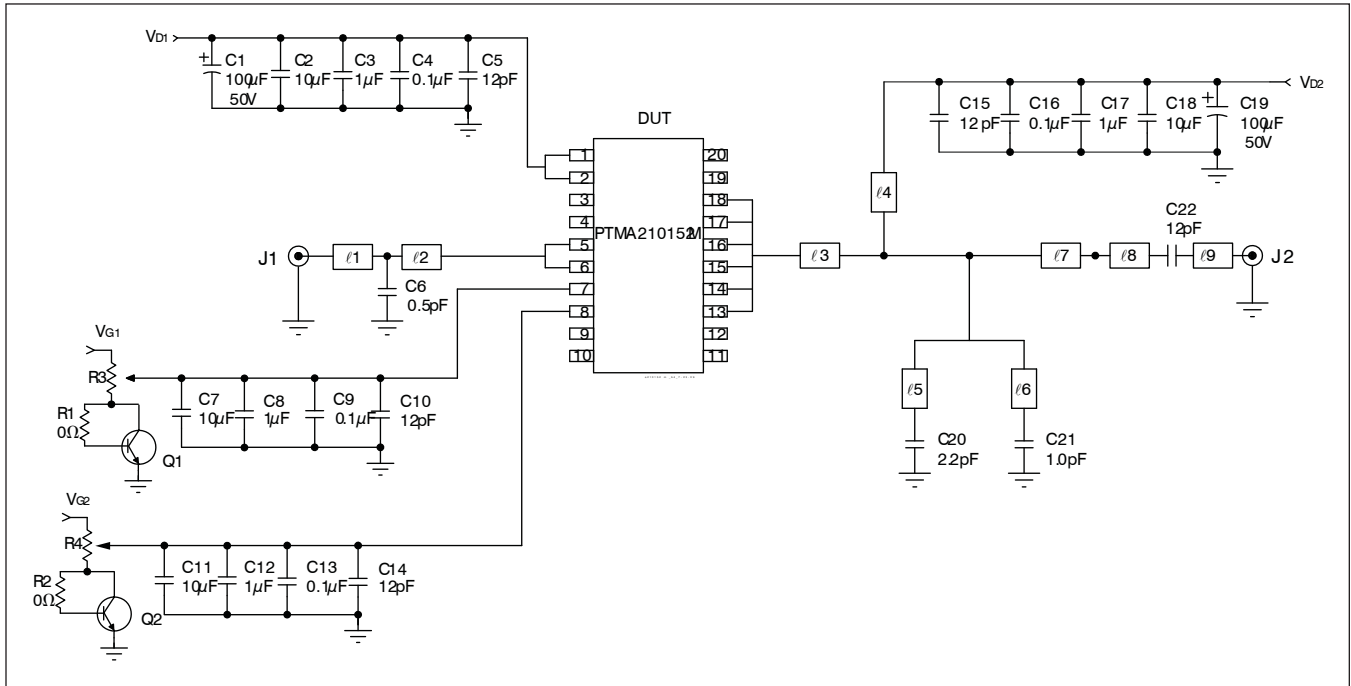 VD1
+
C1
100µF
50V
C2
10µF
C3
1µF
C4
0.1µF
C5
12pF
DUT
PTMA210152M
1
2
3
4
5
6
7
8
9
10
20
19
18
17
16
15
14
13
12
11
VD2
C15
12pF
C16
0.1µF
C17
1µF
C18
10µF
+
C19
100µF
50V
J1
ℓ1
ℓ2
C6
0.5pF
ℓ3
ℓ4
ℓ7
ℓ8
C22
12pF
ℓ9
J2
ℓ5
C20
2.2pF
ℓ6
C21
1.0pF
VG1
R3
R1
0Ω
Q1
C7
10µF
C8
1µF
C9
0.1µF
C10
12pF
VG2
R4
R2
0Ω
Q2
C11
10µF
C12
1µF
C13
0.1µF
C14
12pF